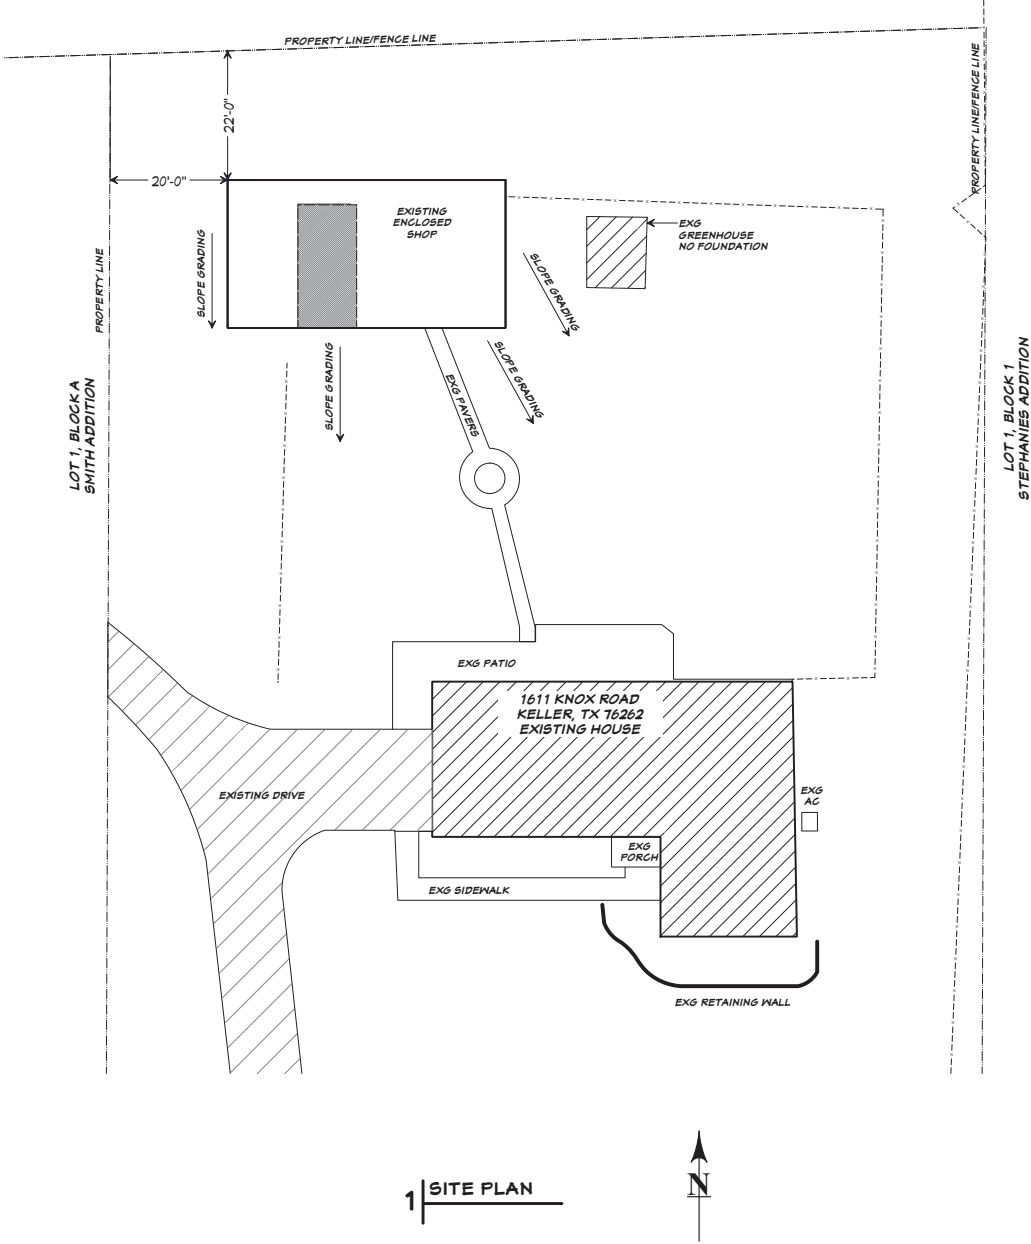 PROPERTY LINE/FENCE LINE
PROPERTY LINE/FENCE LINE
22'-0"
20'-0"
EXISTING
ENCLOSED
SHOP
EXG
GREENHOUSE
NO FOUNDATION
SLOPE GRADING
PROPERTY LINE
SLOPE GRADING
SLOPE GRADING
SLOPE GRADING
EXG PAVERS
LOT 1, BLOCK A
SMITH ADDITION
LOT 1, BLOCK 1
STEPHANIES ADDITION
EXG PATIO
1611 KNOX ROAD
KELLER, TX 76262
EXISTING HOUSE
EXISTING DRIVE
EXG
AC
EXG
PORCH
EXG SIDEWALK
EXG RETAINING WALL
N
1 SITE PLAN